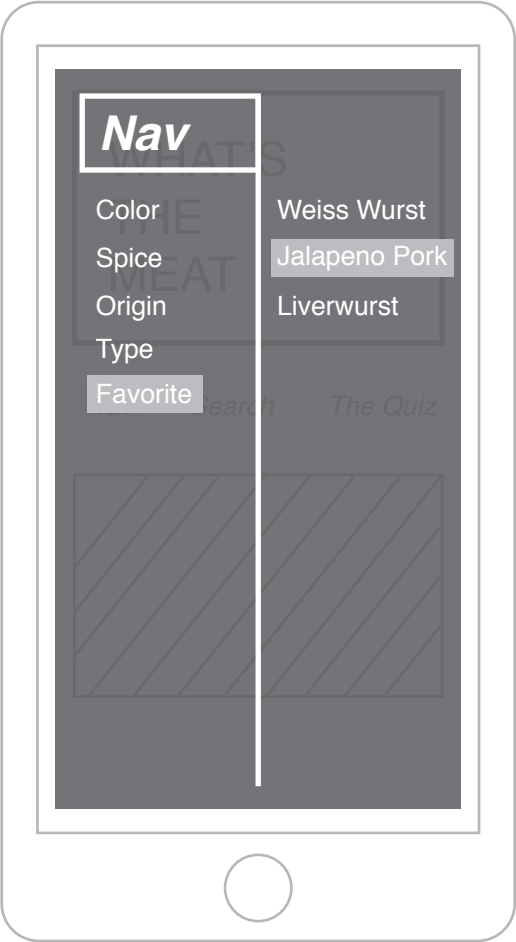 Nav
WHAT'S
THE
MEAT
Color
Spice
Origin
Type
Favorite
Weiss Wurst
Jalapeno Pork
Liverwurst
Search
The Quiz